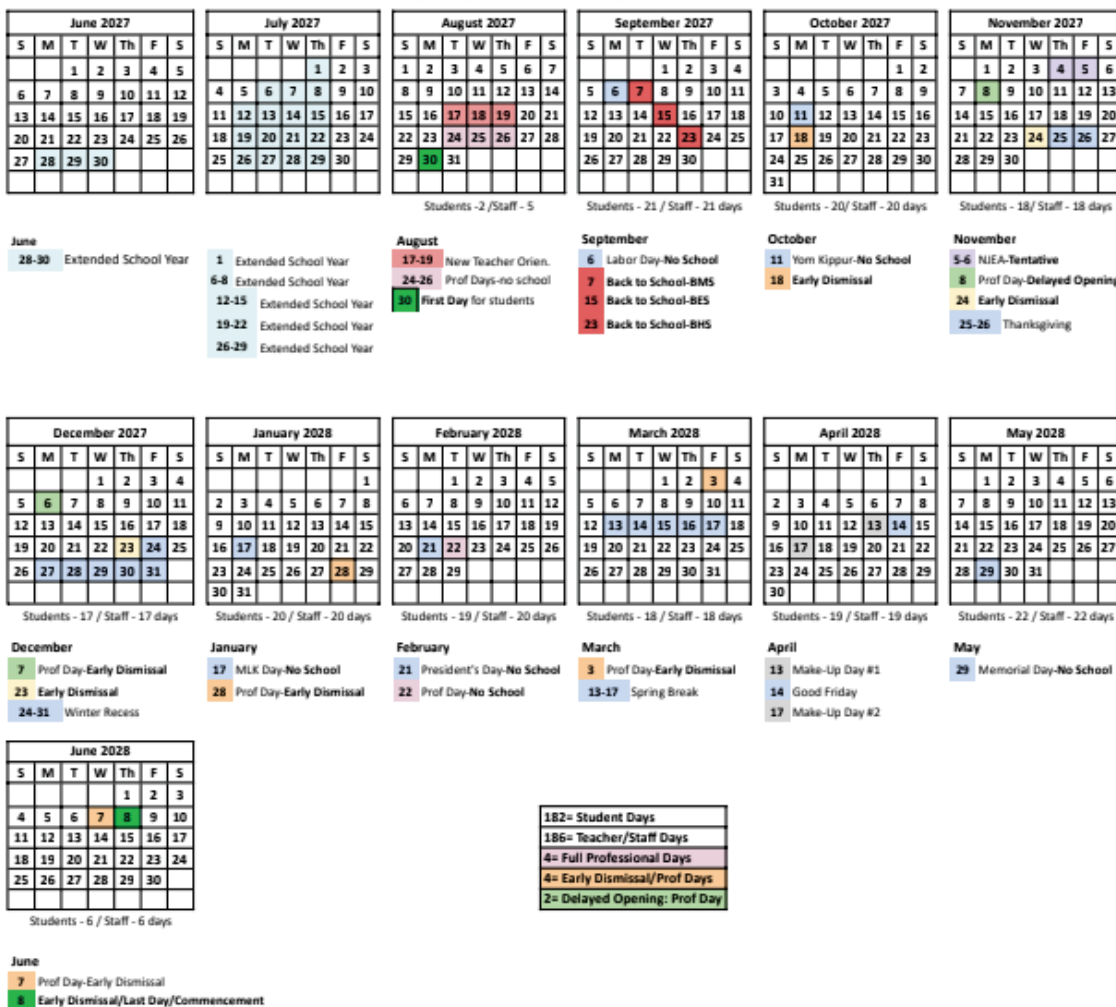 June 2027
S M T W Th F S
1 2 3 4 5
6 7 8 9 10 11 12
13 14 15 16 17 18 19
20 21 22 23 24 25 26
27 28 29 30
July 2027
S M T W Th F S
1 2 3
4 5 6 7 8 9 10
11 12 13 14 15 16 17
18 19 20 21 22 23 24
25 26 27 28 29 30
August 2027
S M T W Th F S
1 2 3 4 5 6 7
8 9 10 11 12 13 14
15 16 17 18 19 20 21
22 23 24 25 26 27 28
29 30 31
Students -2 /Staff - 5
September 2027
S M T W Th F S
1 2 3 4
5 6 7 8 9 10 11
12 13 14 15 16 17 18
19 20 21 22 23 24 25
26 27 28 29 30
Students - 21 / Staff - 21 days
October 2027
S M T W Th F S
1 2
3 4 5 6 7 8 9
10 11 12 13 14 15 16
17 18 19 20 21 22 23
24 25 26 27 28 29 30
31
Students - 20/ Staff - 20 days
November 2027
S M T W Th F S
1 2 3 4 5 6
7 8 9 10 11 12 13
14 15 16 17 18 19 20
21 22 23 24 25 26 27
28 29 30
Students - 18/ Staff - 18 days
June
28-30 Extended School Year
1 Extended School Year
6-8 Extended School Year
12-15 Extended School Year
19-22 Extended School Year
26-29 Extended School Year
August
17-19 New Teacher Orien.
24-26 Prof Days-no school
30 First Day for students
September
6 Labor Day-No School
7 Back to School-BMS
15 Back to School-BES
23 Back to School-BHS
October
11 Yom Kippur-No School
18 Early Dismissal
November
5-6 NJEA-Tentative
8 Prof Day-Delayed Opening
24 Early Dismissal
25-26 Thanksgiving
December 2027
S M T W Th F S
1 2 3 4
5 6 7 8 9 10 11
12 13 14 15 16 17 18
19 20 21 22 23 24 25
26 27 28 29 30 31
Students - 17 / Staff - 17 days
January 2028
S M T W Th F S
1
2 3 4 5 6 7 8
9 10 11 12 13 14 15
16 17 18 19 20 21 22
23 24 25 26 27 28 29
30 31
Students - 20 / Staff - 20 days
February 2028
S M T W Th F S
1 2 3 4 5
6 7 8 9 10 11 12
13 14 15 16 17 18 19
20 21 22 23 24 25 26
27 28 29
Students - 19 / Staff - 20 days
March 2028
S M T W Th F S
1 2 3 4
5 6 7 8 9 10 11
12 13 14 15 16 17 18
19 20 21 22 23 24 25
26 27 28 29 30 31
Students - 18 / Staff - 18 days
April 2028
S M T W Th F S
1
2 3 4 5 6 7 8
9 10 11 12 13 14 15
16 17 18 19 20 21 22
23 24 25 26 27 28 29
30
Students - 19 / Staff - 19 days
May 2028
S M T W Th F S
1 2 3 4 5 6
7 8 9 10 11 12 13
14 15 16 17 18 19 20
21 22 23 24 25 26 27
28 29 30 31
Students - 22 / Staff - 22 days
December
7 Prof Day-Early Dismissal
23 Early Dismissal
24-31 Winter Recess
January
17 MLK Day-No School
28 Prof Day-Early Dismissal
February
21 President's Day-No School
22 Prof Day-No School
March
3 Prof Day-Early Dismissal
13-17 Spring Break
April
13 Make-Up Day #1
14 Good Friday
17 Make-Up Day #2
May
29 Memorial Day-No School
June 2028
S M T W Th F S
1 2 3
4 5 6 7 8 9 10
11 12 13 14 15 16 17
18 19 20 21 22 23 24
25 26 27 28 29 30
Students - 6 / Staff - 6 days
182= Student Days
186= Teacher/Staff Days
4= Full Professional Days
4= Early Dismissal/Prof Days
2= Delayed Opening: Prof Day
June
7 Prof Day-Early Dismissal
8 Early Dismissal/Last Day/Commencement